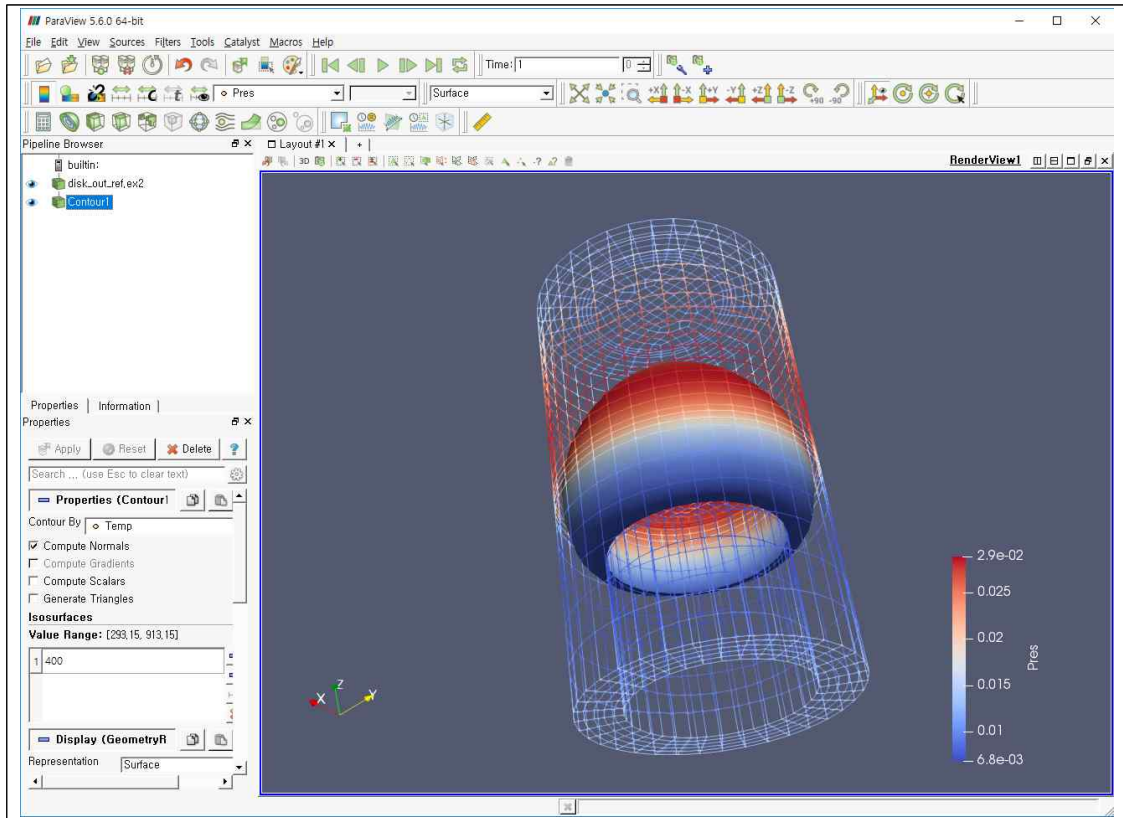 ParaView 5.6.0 64-bit
File Edit View Sources Filters Tools Catalyst Macros Help
Time: 1 0
Pres Surface +X -X +Y -Y +Z -Z +90 -90
Pipeline Browser
Layout #1 × | + |
3D
RenderView1
builtin:
disk_out_ref,ex2
Contour1
Properties | Information |
Properties
Apply Reset Delete ?
Search ... (use Esc to clear text)
Properties (Contour1
Contour By Temp
Compute Normals
Compute Gradients
Compute Scalars
Generate Triangles
Isosurfaces
Value Range: [293,15, 913,15]
1 400
Display (GeometryR
Representation Surface
X Z Y
2.9e-02
0.025
0.02
0.015
0.01
6.8e-03
Pres